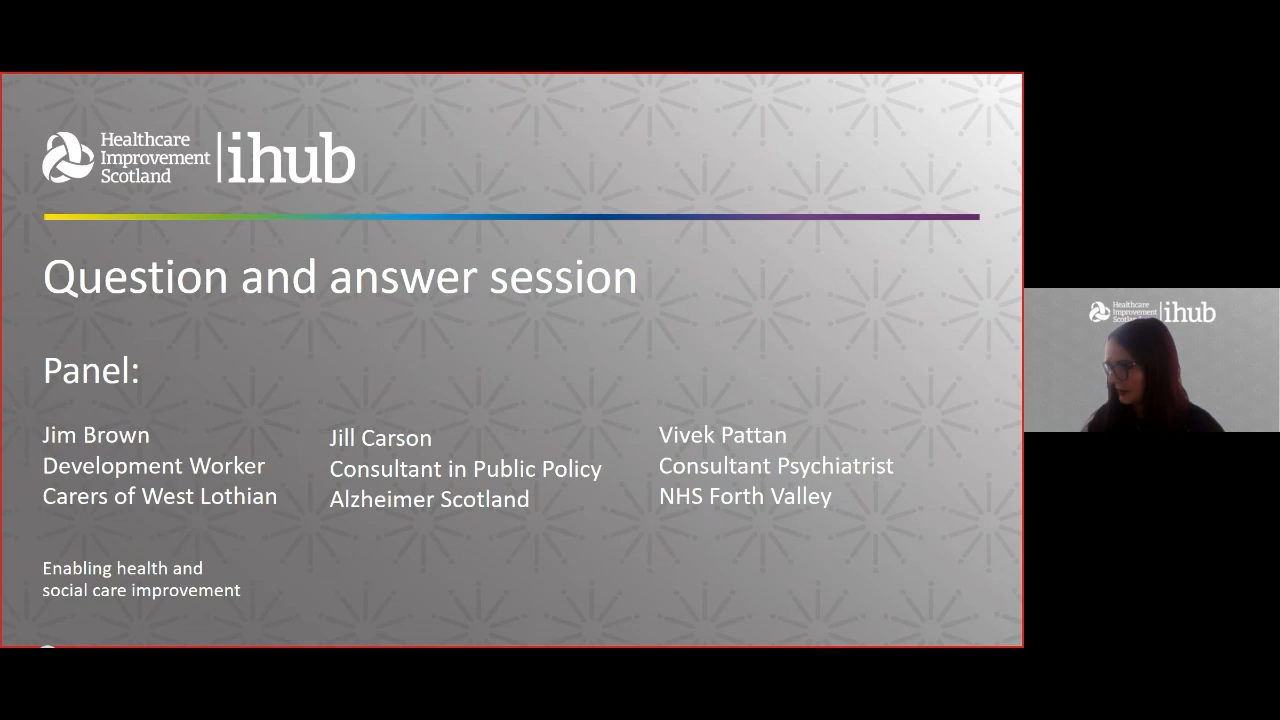 Healthcare
Improvement
Scotland
ihub
Question and answer session
Panel:
Jim Brown
Development Worker
Carers of West Lothian
Jill Carson
Consultant in Public Policy
Alzheimer Scotland
Vivek Pattan
Consultant Psychiatrist
NHS Forth Valley
Enabling health and
social care improvement
Healthcare
Improvement
ihub